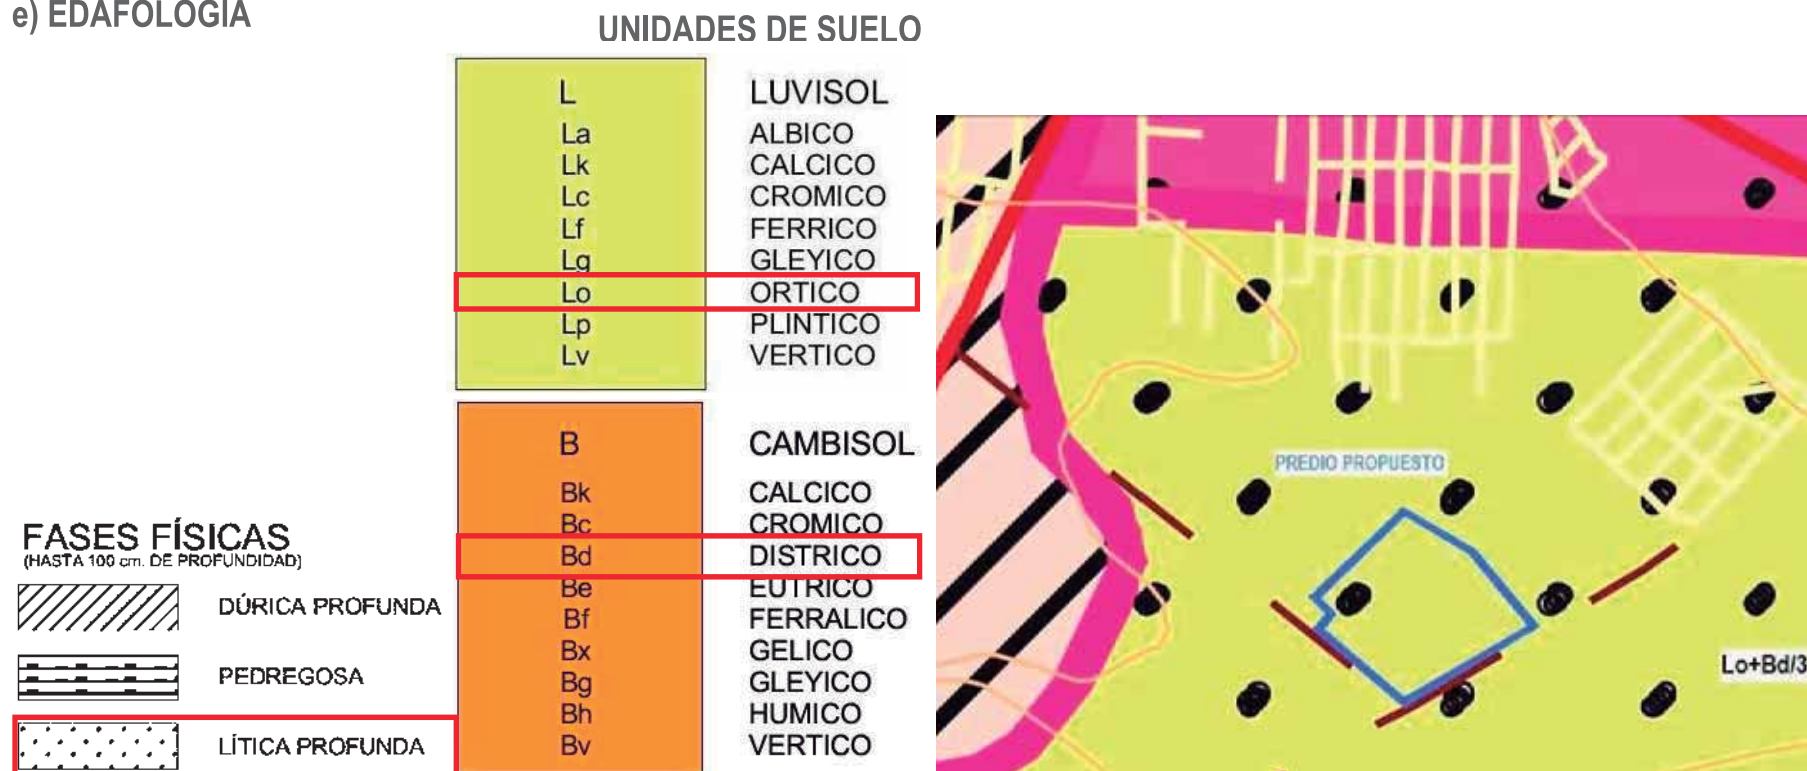 e) EDAFOLOGÍA
UNIDADES DE SUELO
L LUVISOL
La ALBICO
Lk CALCICO
Lc CROMICO
Lf FERRICO
Lg GLEYICO
Lo ORTICO
Lp PLINTICO
Lv VERTICO
B CAMBISOL
Bk CALCICO
Bc CROMICO
Bd DISTRICO
Be EUTRICO
Bf FERRALICO
Bx GELICO
Bg GLEYICO
Bh HUMICO
Bv VERTICO
FASES FÍSICAS
(HASTA 100 cm. DE PROFUNDIDAD)
DÚRICA PROFUNDA
PEDREGOSA
LÍTICA PROFUNDA
PREDIO PROPUESTO
Lo+Bd/3